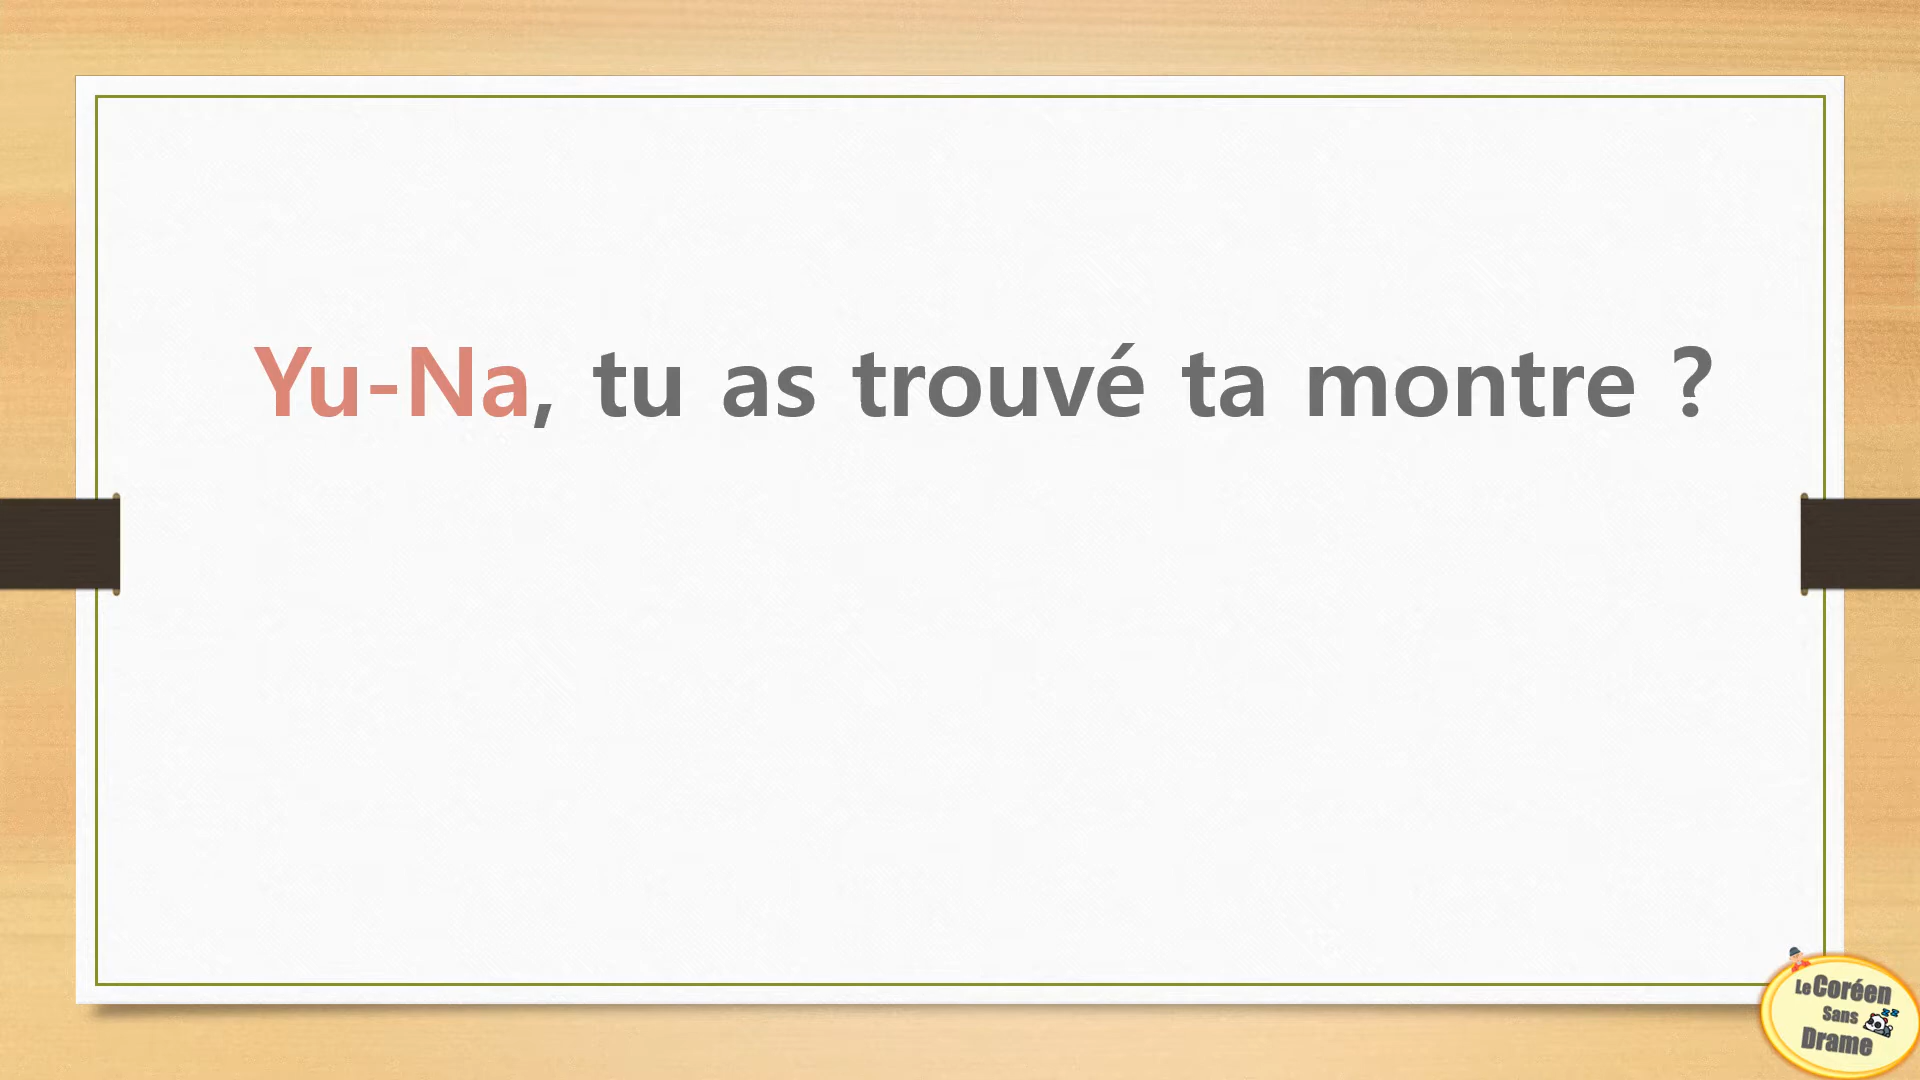 Yu-Na, tu as trouvé ta montre ?
Le Coréen
Sans
Drame